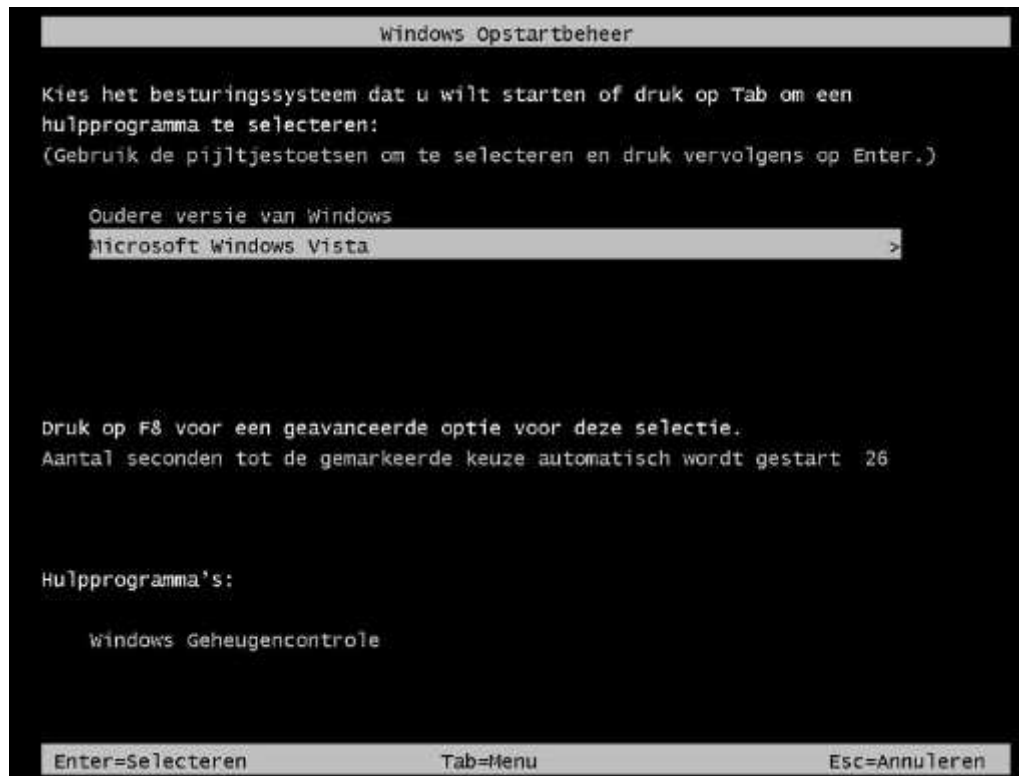 Windows Opstartbeheer
Kies het besturingssysteem dat u wilt starten of druk op Tab om een
hulpprogramma te selecteren:
(Gebruik de pijltjestoetsen om te selecteren en druk vervolgens op Enter.)
Oudere versie van Windows
Microsoft Windows Vista >
Druk op F8 voor een geavanceerde optie voor deze selectie.
Aantal seconden tot de gemarkeerde keuze automatisch wordt gestart 26
Hulpprogramma's:
Windows Geheugencontrole
Enter=Selecteren Tab=Menu Esc=Annuleren